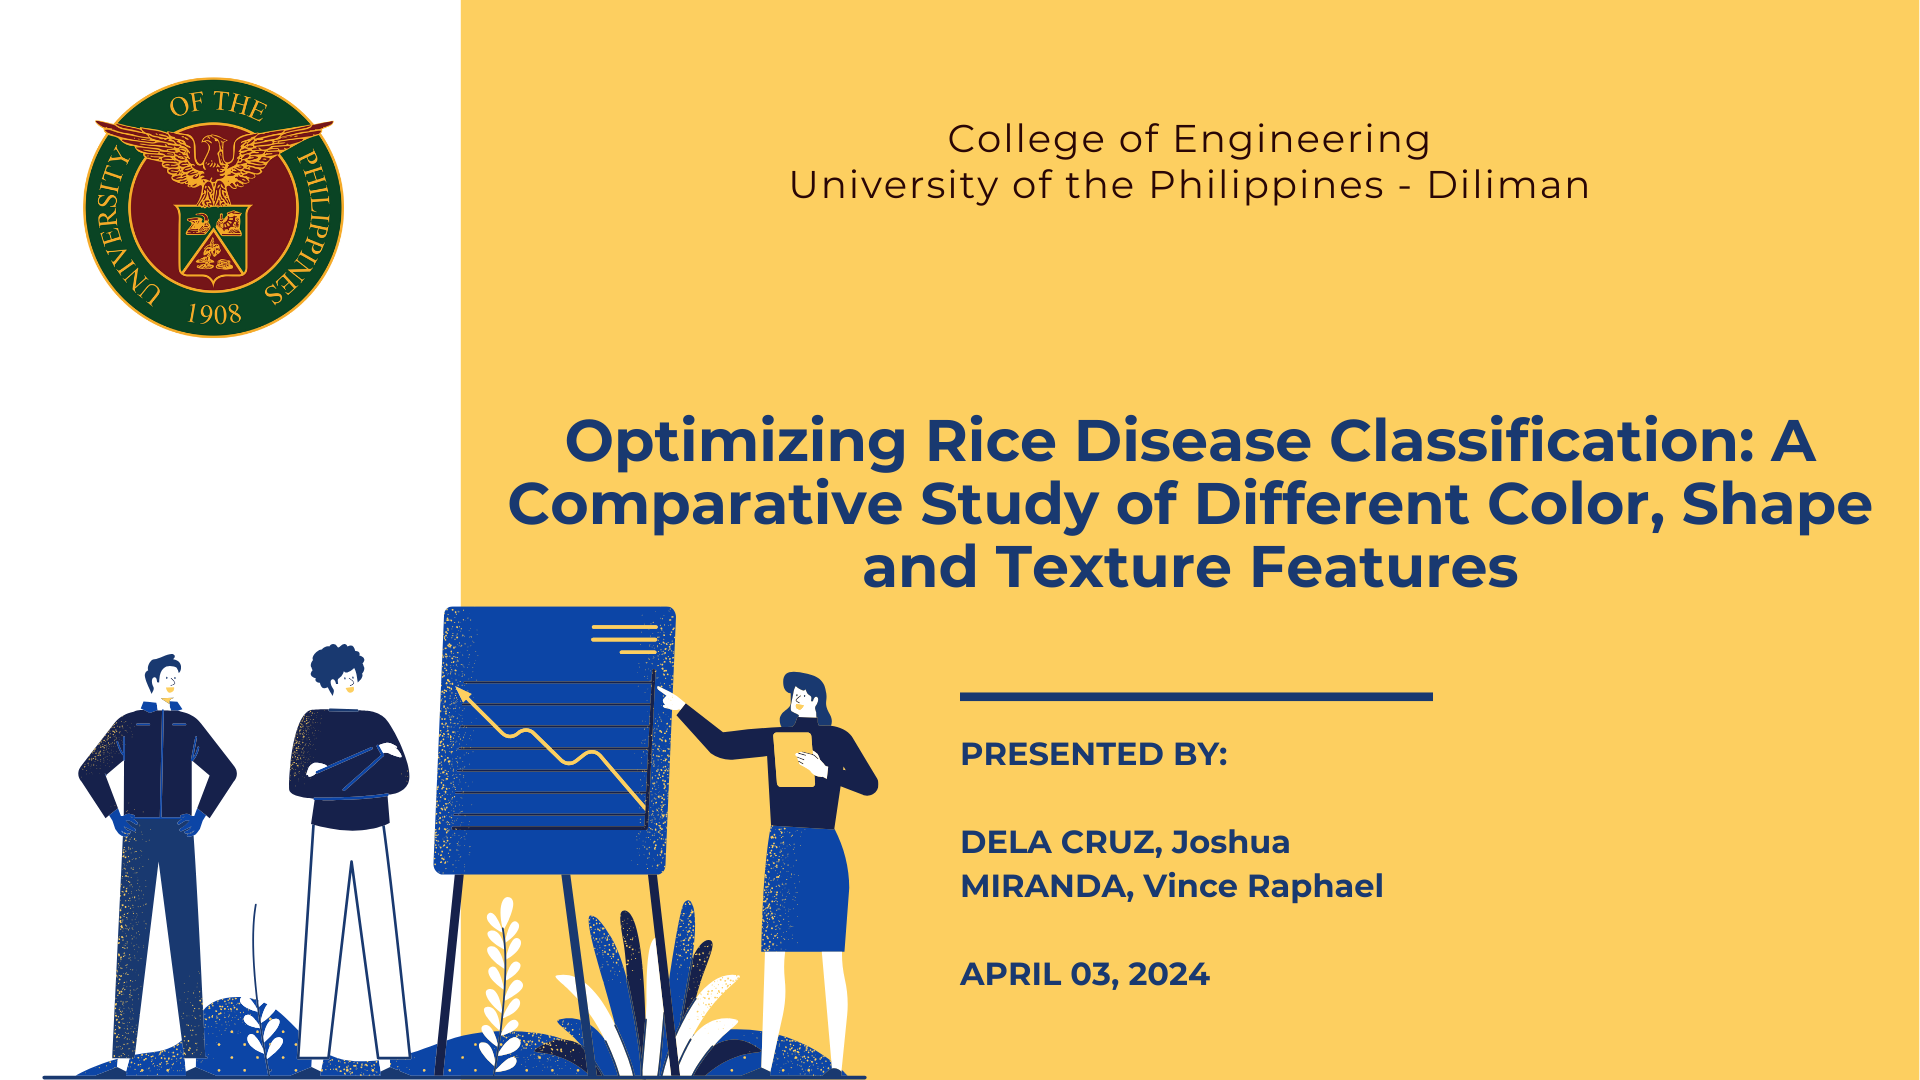 UNIVERSITY OF THE PHILIPPINES
1908
College of Engineering
University of the Philippines - Diliman
Optimizing Rice Disease Classification: A
Comparative Study of Different Color, Shape
and Texture Features
PRESENTED BY:
DELA CRUZ, Joshua
MIRANDA, Vince Raphael
APRIL 03, 2024